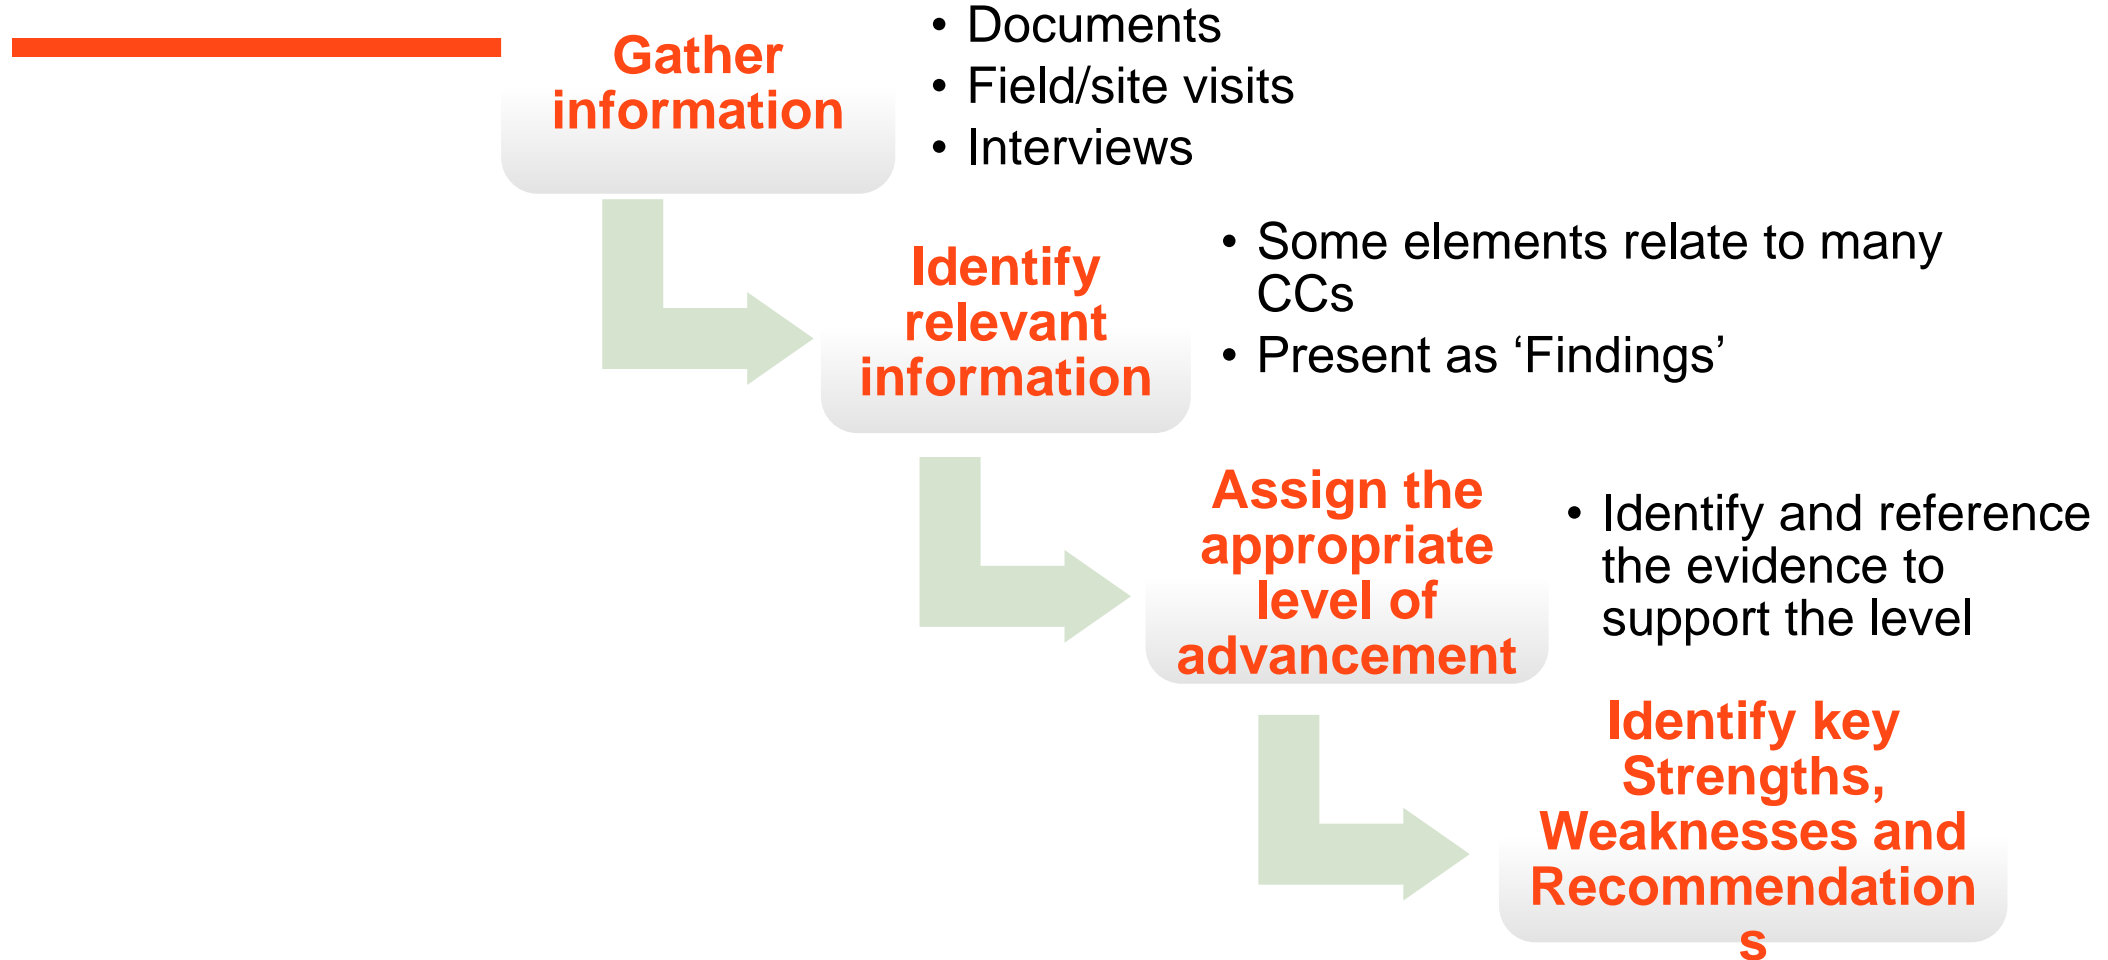 Gather
information
• Documents
• Field/site visits
• Interviews
Identify
relevant
information
• Some elements relate to many
CCs
• Present as ‘Findings’
Assign the
appropriate
level of
advancement
• Identify and reference
the evidence to
support the level
Identify key
Strengths,
Weaknesses and
Recommendation
s